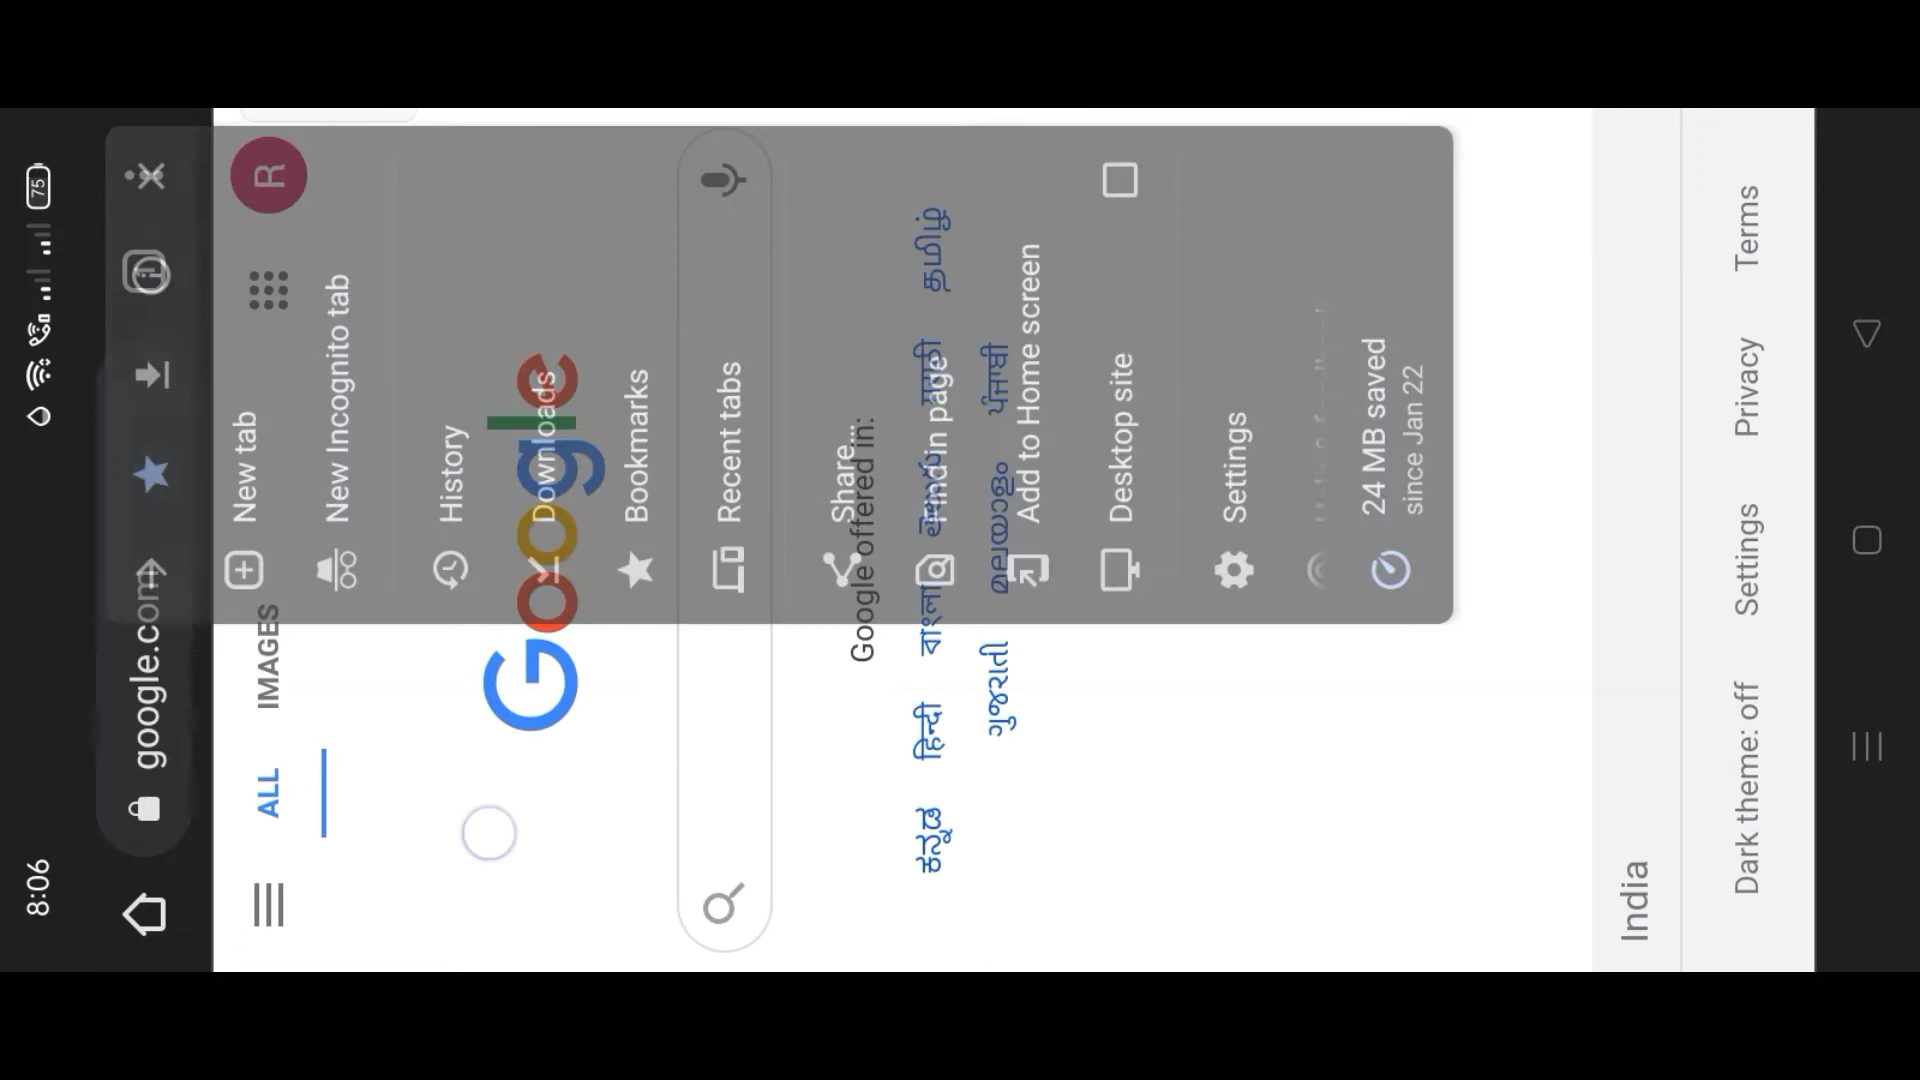 8:06
75
google.com
ALL
IMAGES
R
New tab
New Incognito tab
History
Google
Downloads
Bookmarks
Recent tabs
Share...
Google offered in:
Find in page
ಕನ್ನಡ हिन्दी বাংলা తెలుగు मराठी தமிழ்
ગુજરાતી മലയാളം ਪੰਜਾਬੀ
Add to Home screen
Desktop site
Settings
24 MB saved
since Jan 22
India
Dark theme: off Settings Privacy Terms